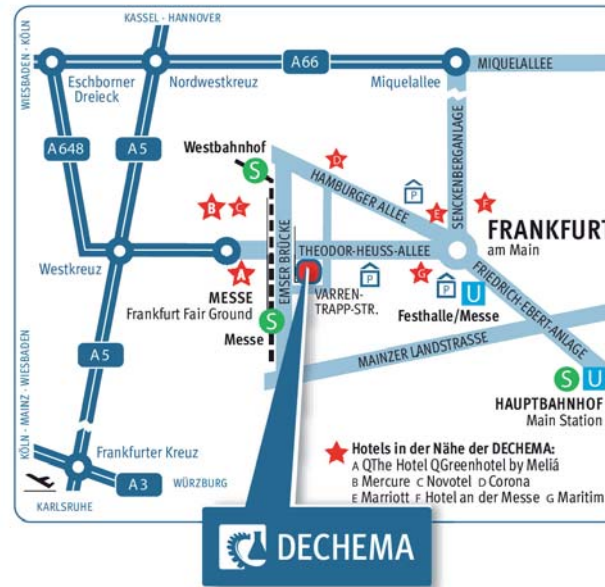 KASSEL - HANNOVER
WIESBADEN - KÖLN
A66
MIQUELALLEE
Eschborner
Dreieck
Nordwestkreuz
Miquelallee
A648
A5
Westbahnhof
S
D
HAMBURGER ALLEE
SENCKENBERGANLAGE
P
B
C
E
F
FRANKFURT
am Main
EMSER BRÜCKE
THEODOR-HEUSS-ALLEE
Westkreuz
A
G
P
P
U
MESSE
Frankfurt Fair Ground
VARREN-
TRAPP-STR.
Festhalle/Messe
FRIEDRICH-EBERT-ANLAGE
S
Messe
A5
MAINZER LANDSTRASSE
S U
HAUPTBAHNHOF
Main Station
KÖLN - MAINZ - WIESBADEN
Frankfurter Kreuz
A3
WÜRZBURG
KARLSRUHE
Hotels in der Nähe der DECHEMA:
A QThe Hotel QGreenhotel by Meliá
B Mercure C Novotel D Corona
E Marriott F Hotel an der Messe G Maritim
DECHEMA